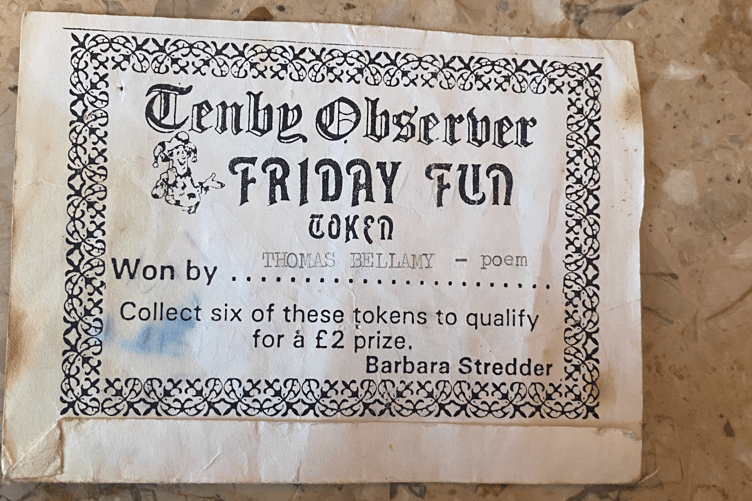 Tenby Observer
FRIDAY FUN
TOKEN
THOMAS BELLAMY - poem
Won by ........................
Collect six of these tokens to qualify
for a £2 prize.
Barbara Stredder